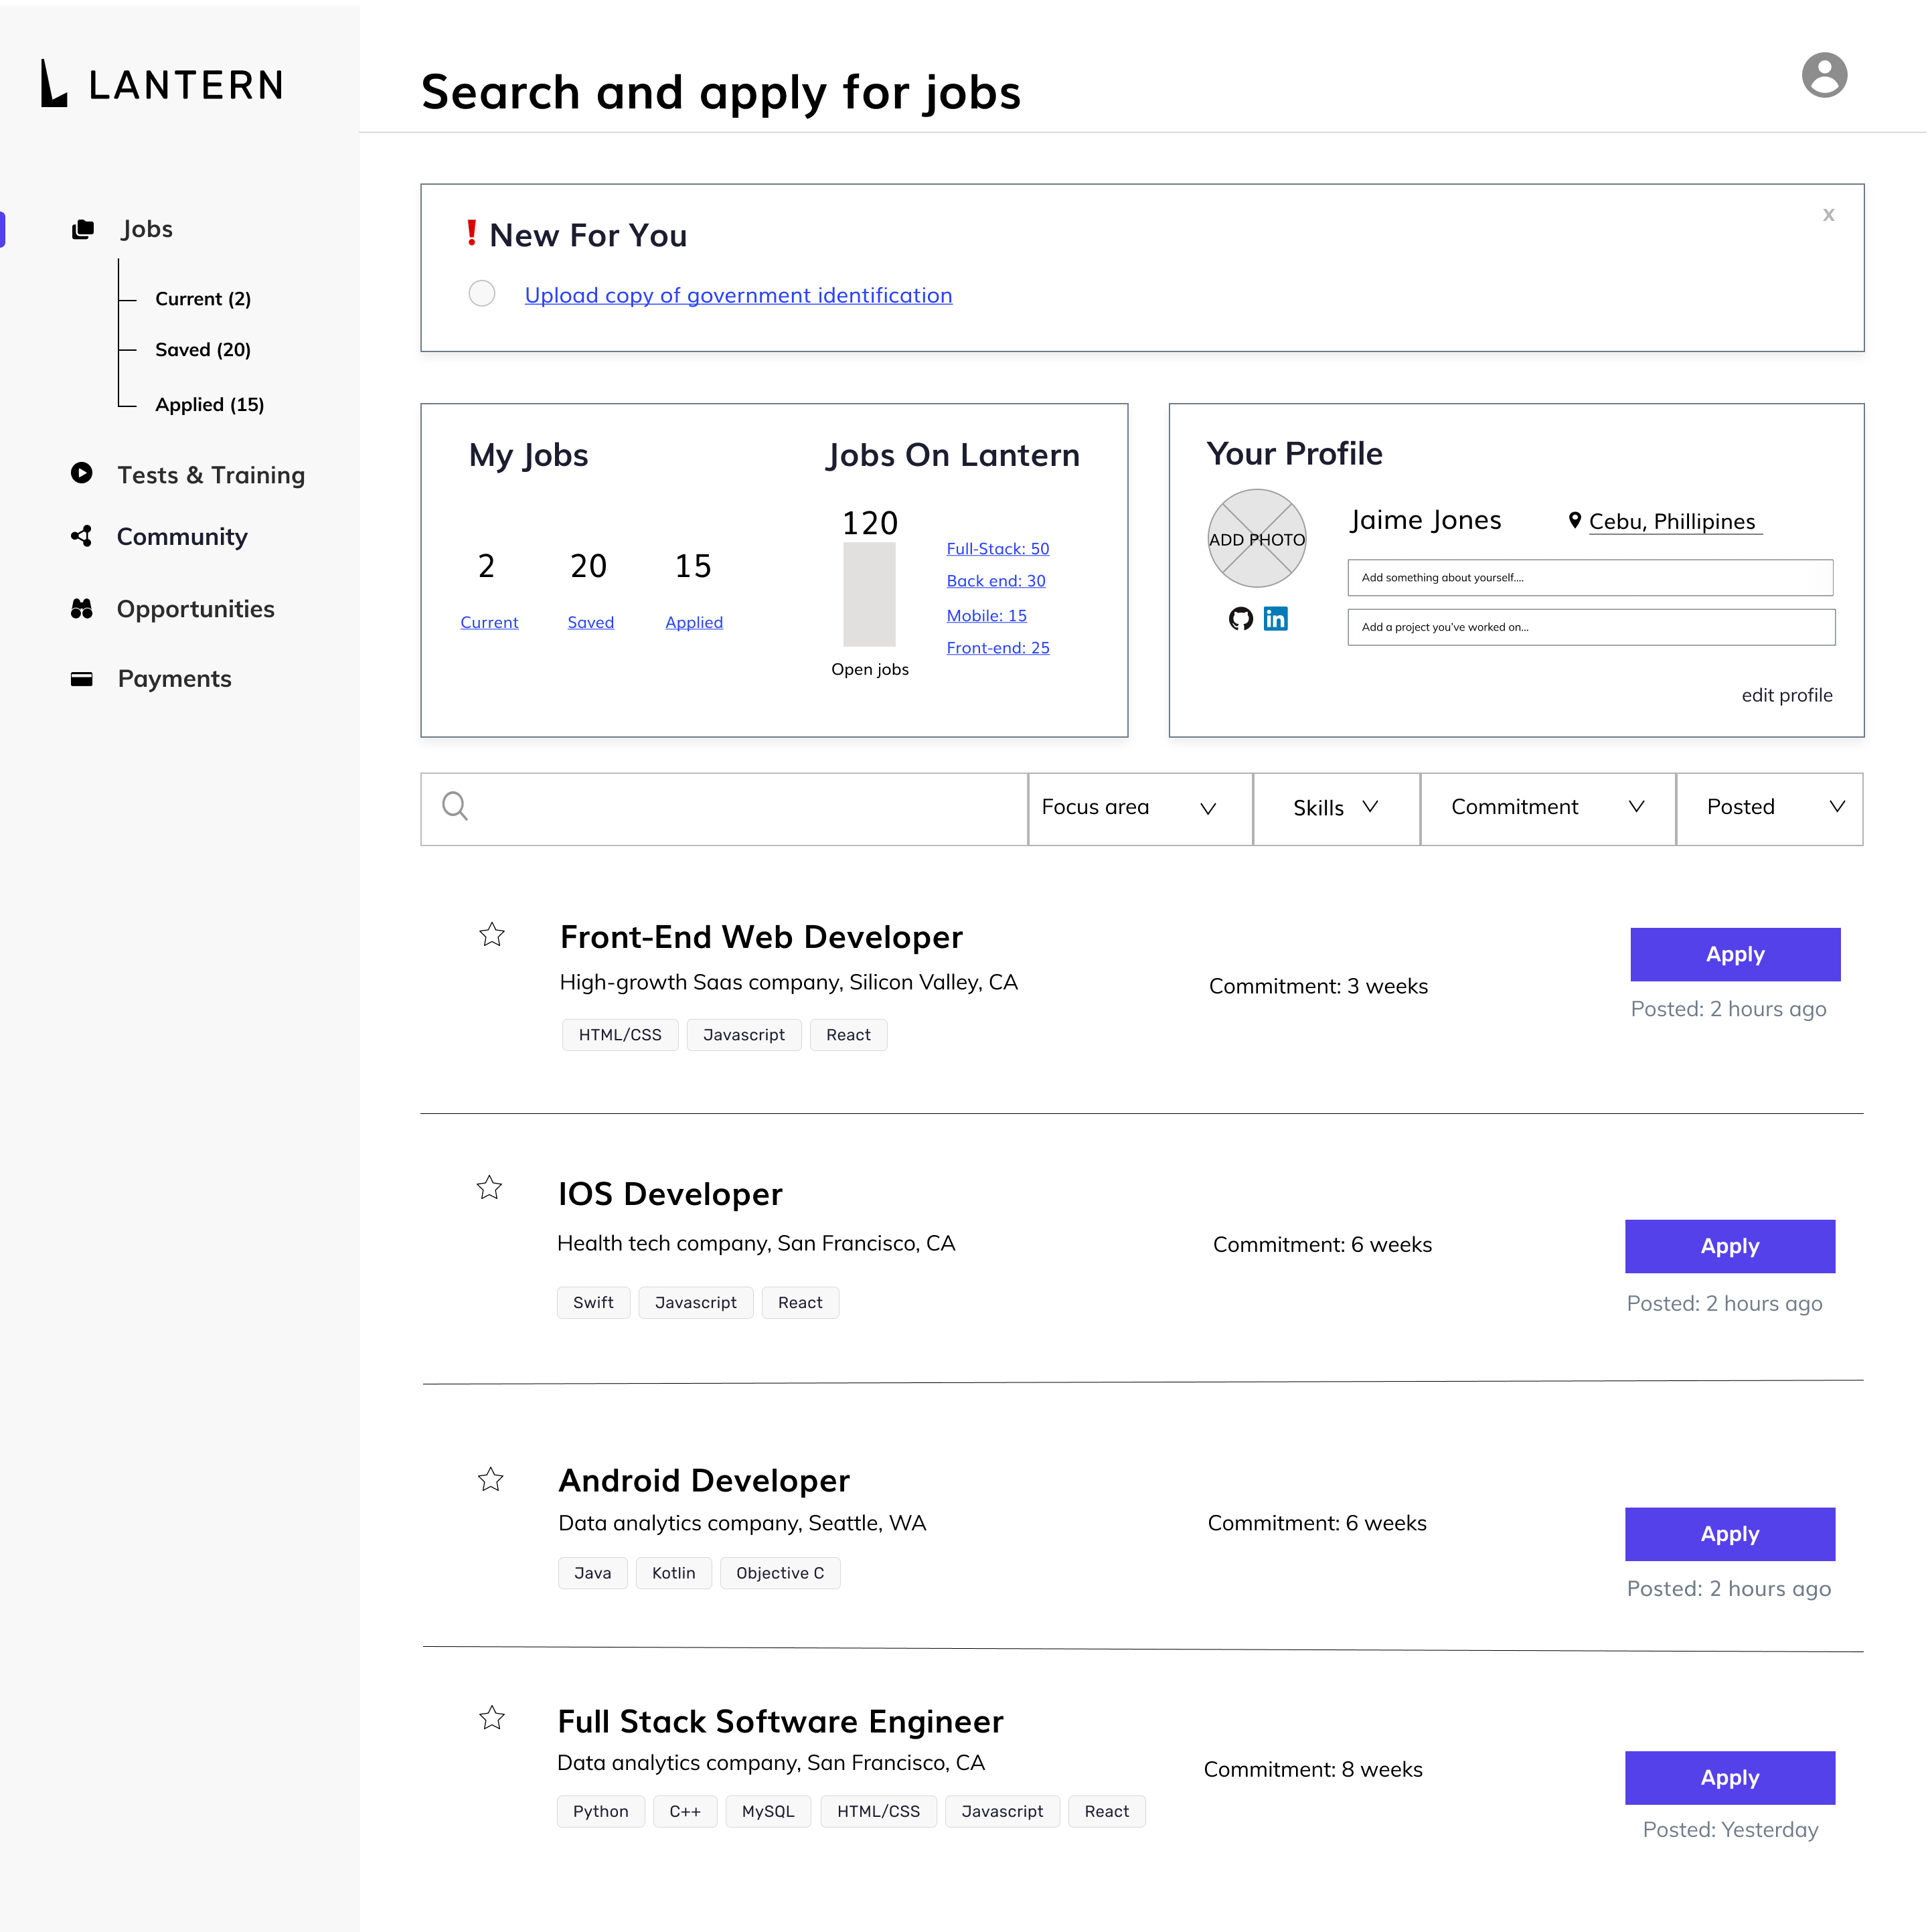 LANTERN
Search and apply for jobs
Jobs
Current (2)
Saved (20)
Applied (15)
Tests & Training
Community
Opportunities
Payments
! New For You
x
Upload copy of government identification
My Jobs
2 20 15
Current Saved Applied
Jobs On Lantern
120
Open jobs
Full-Stack: 50
Back end: 30
Mobile: 15
Front-end: 25
Your Profile
ADD PHOTO
in
Jaime Jones
Cebu, Phillipines
Add something about yourself....
Add a project you've worked on...
edit profile
Focus area Skills Commitment Posted
Front-End Web Developer
High-growth Saas company, Silicon Valley, CA
HTML/CSS Javascript React
Commitment: 3 weeks
Apply
Posted: 2 hours ago
IOS Developer
Health tech company, San Francisco, CA
Swift Javascript React
Commitment: 6 weeks
Apply
Posted: 2 hours ago
Android Developer
Data analytics company, Seattle, WA
Java Kotlin Objective C
Commitment: 6 weeks
Apply
Posted: 2 hours ago
Full Stack Software Engineer
Data analytics company, San Francisco, CA
Python C++ MySQL HTML/CSS Javascript React
Commitment: 8 weeks
Apply
Posted: Yesterday